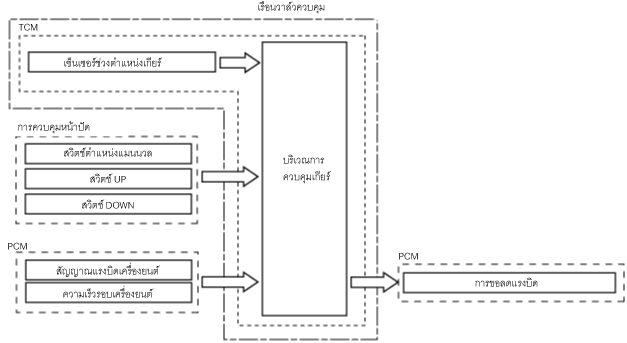 เรือนวาล์วควบคุม
TCM
เซ็นเซอร์ช่วงตำแหน่งเกียร์
การควบคุมหน้าปัด
สวิตช์ตำแหน่งแมนนวล
สวิตช์ UP
สวิตช์ DOWN
บริเวณการ
ควบคุมเกียร์
PCM
สัญญาณแรงบิดเครื่องยนต์
ความเร็วรอบเครื่องยนต์
PCM
การขอลดแรงบิด